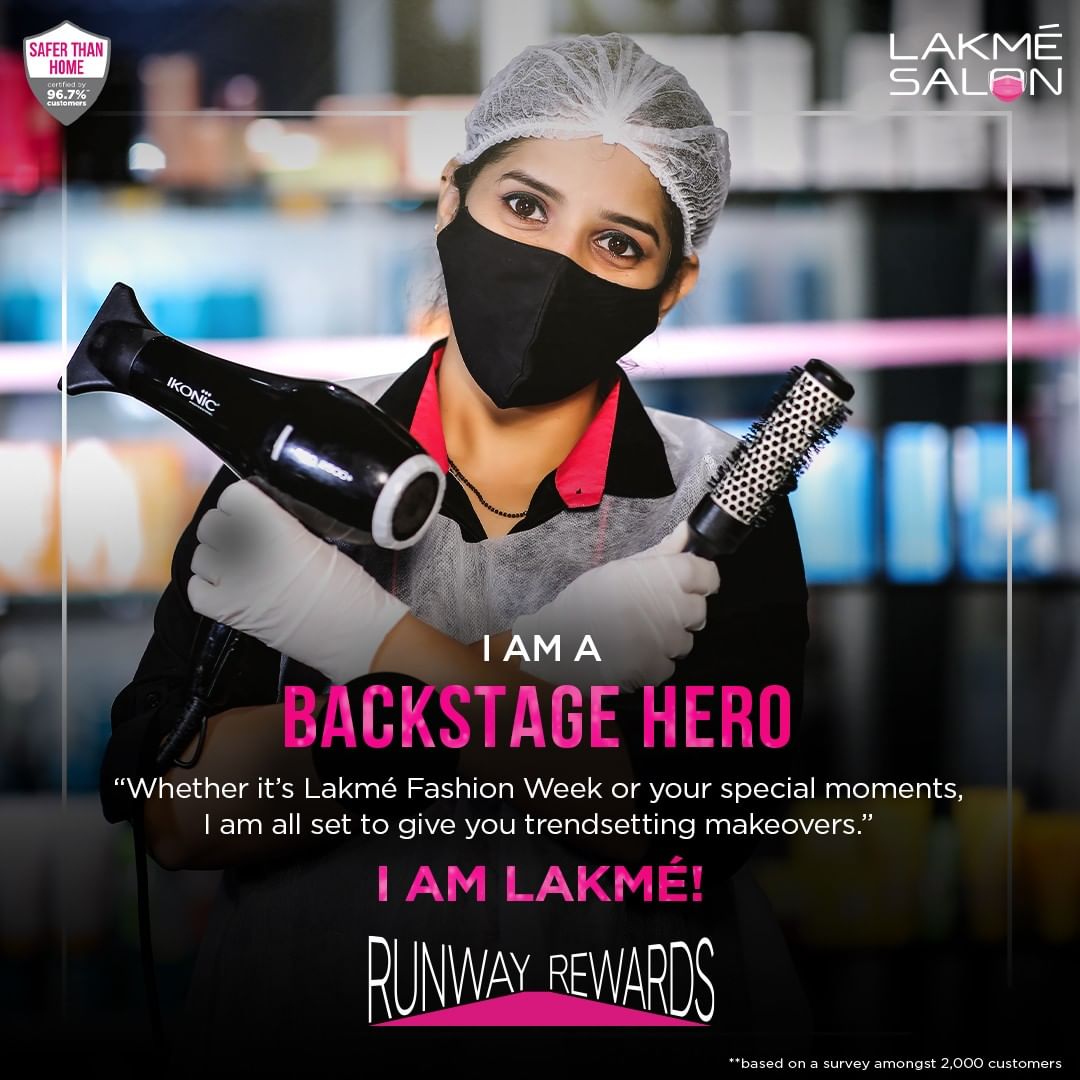 SAFER THAN
HOME
certified by
96.7%**
customers
LAKMÉ
SALON
IKONIC
I AM A
BACKSTAGE HERO
“Whether it’s Lakmé Fashion Week or your special moments,
I am all set to give you trendsetting makeovers.”
I AM LAKMÉ!
RUNWAY REWARDS
**based on a survey amongst 2,000 customers